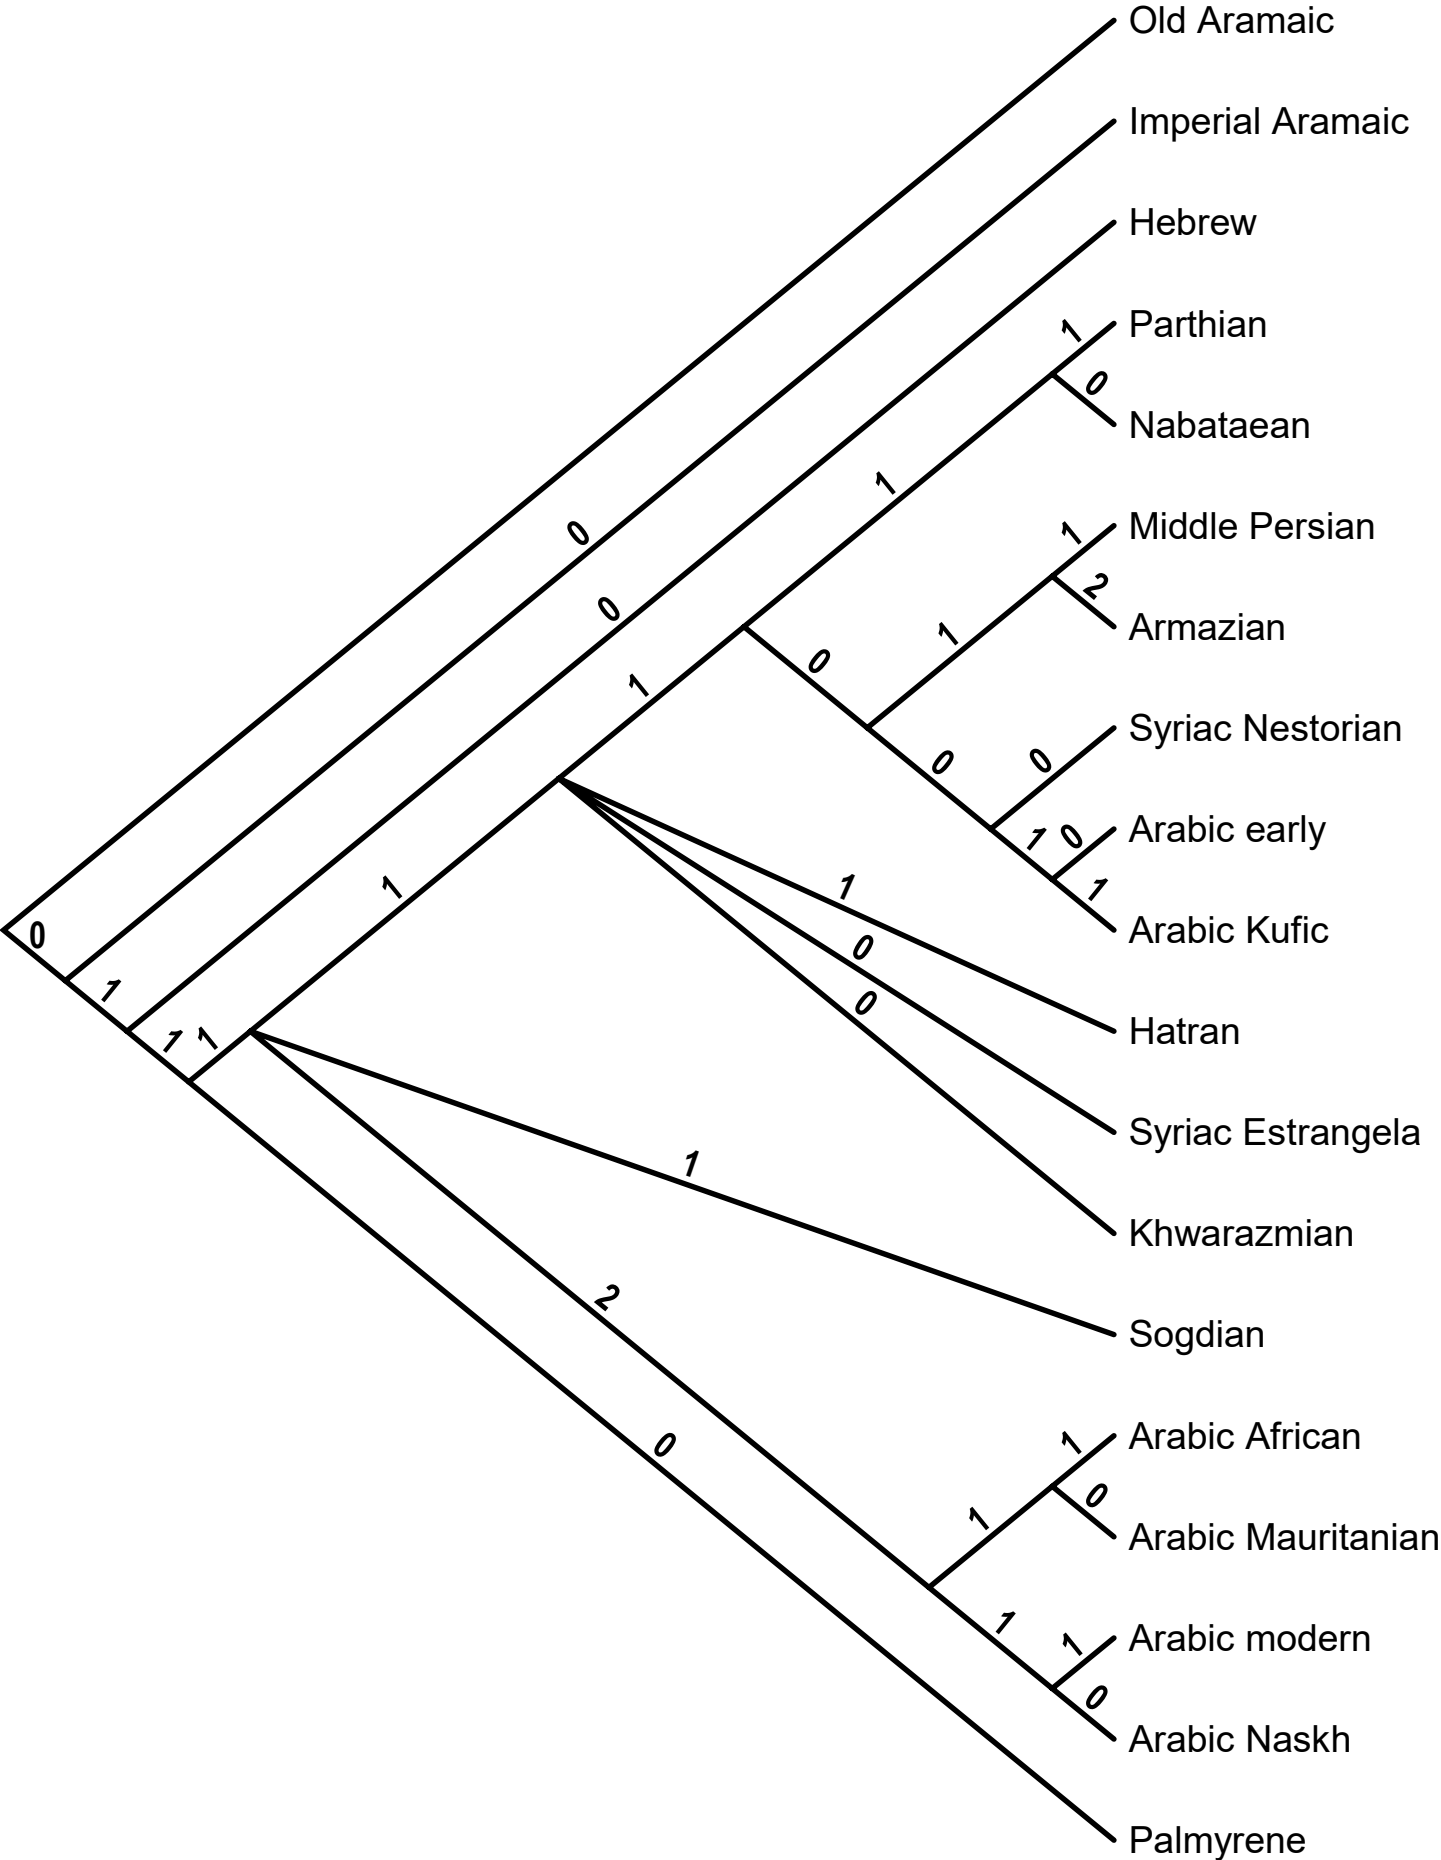 Old Aramaic
Imperial Aramaic
Hebrew
1 Parthian
0
Nabataean
1
0
1 Middle Persian
2
0
Armazian
1
0
1
Syriac Nestorian
0 0
1 0 Arabic early
1
1
1
Arabic Kufic
0
0
1
0
Hatran
1 1
Syriac Estrangela
1
Khwarazmian
2
Sogdian
1 Arabic African
0
0
1
Arabic Mauritanian
1
1 Arabic modern
0
Arabic Naskh
Palmyrene